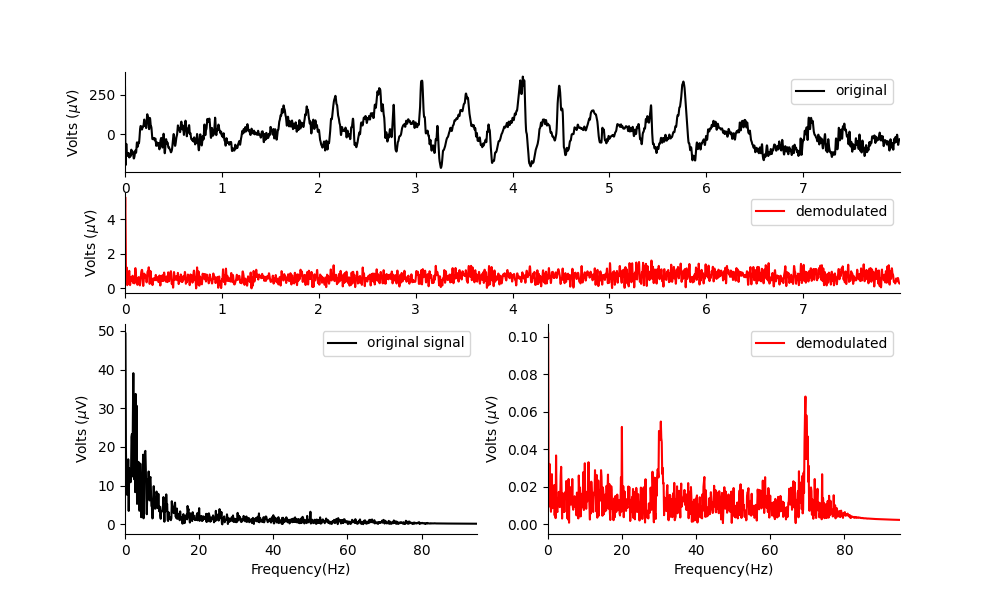 Volts (μV)
250
0
original
0 1 2 3 4 5 6 7
Volts (μV)
4
2
0
demodulated
0 1 2 3 4 5 6 7
Volts (μV)
50
40
30
20
10
0
original signal
0 20 40 60 80
Frequency(Hz)
Volts (μV)
0.10
0.08
0.06
0.04
0.02
0.00
demodulated
0 20 40 60 80
Frequency(Hz)